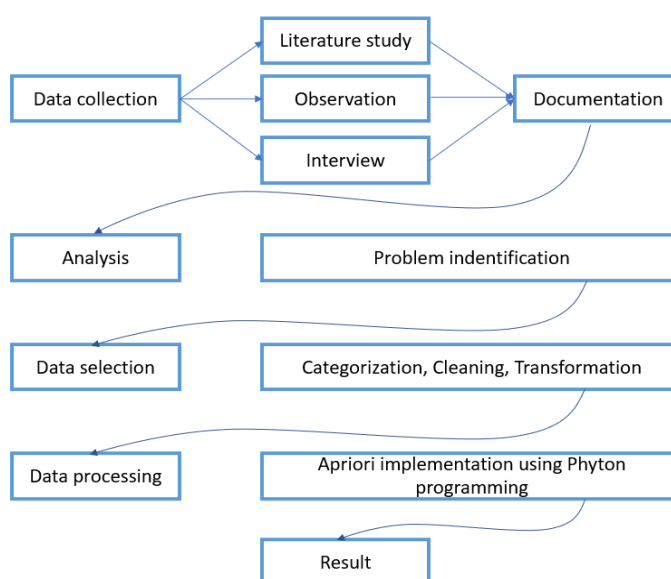 Literature study
Data collection
Observation
Documentation
Interview
Analysis
Problem indentification
Data selection
Categorization, Cleaning, Transformation
Data processing
Apriori implementation using Phyton
programming
Result